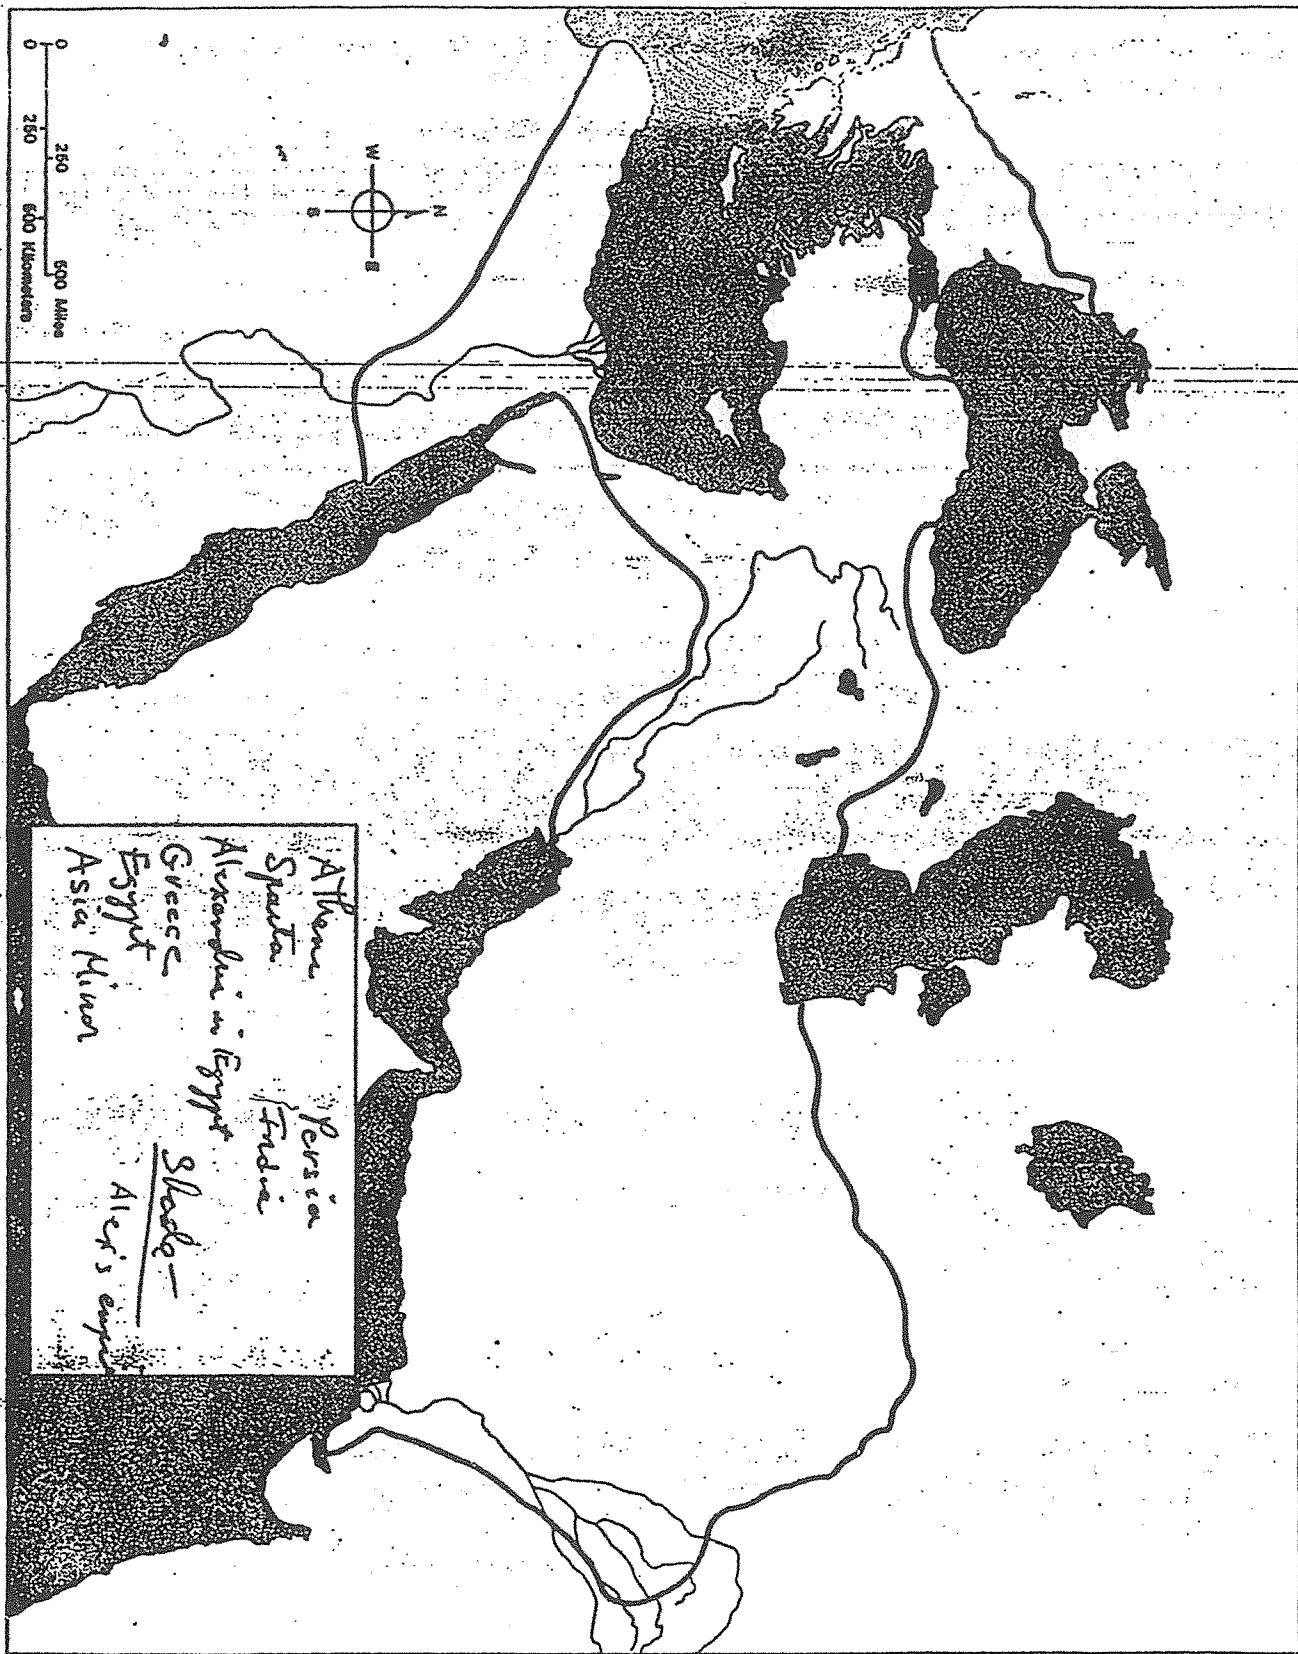 0 250 500 Miles
0 250 500 Kilometers
N
W
E
S
Athens
Sparta
Alexandria in Egypt
Greece
Egypt
Asia Minor
Persia
India
Shade—
Alex's